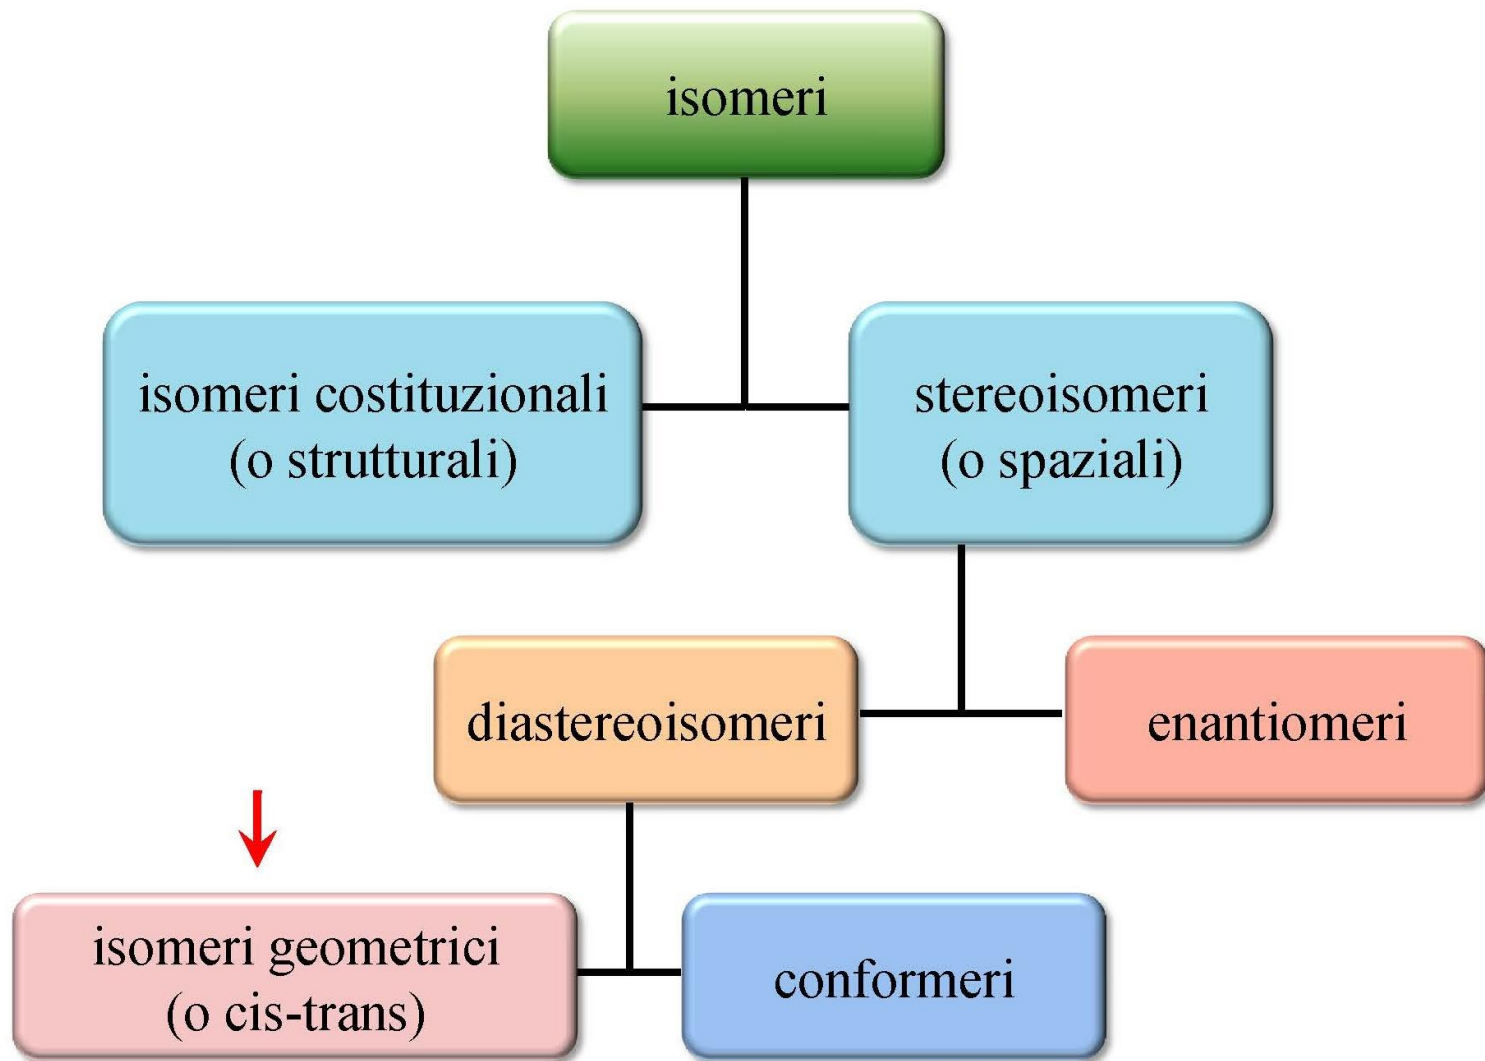 isomeri
isomeri costituzionali
(o strutturali)
stereoisomeri
(o spaziali)
diastereoisomeri
enantiomeri
isomeri geometrici
(o cis-trans)
conformeri